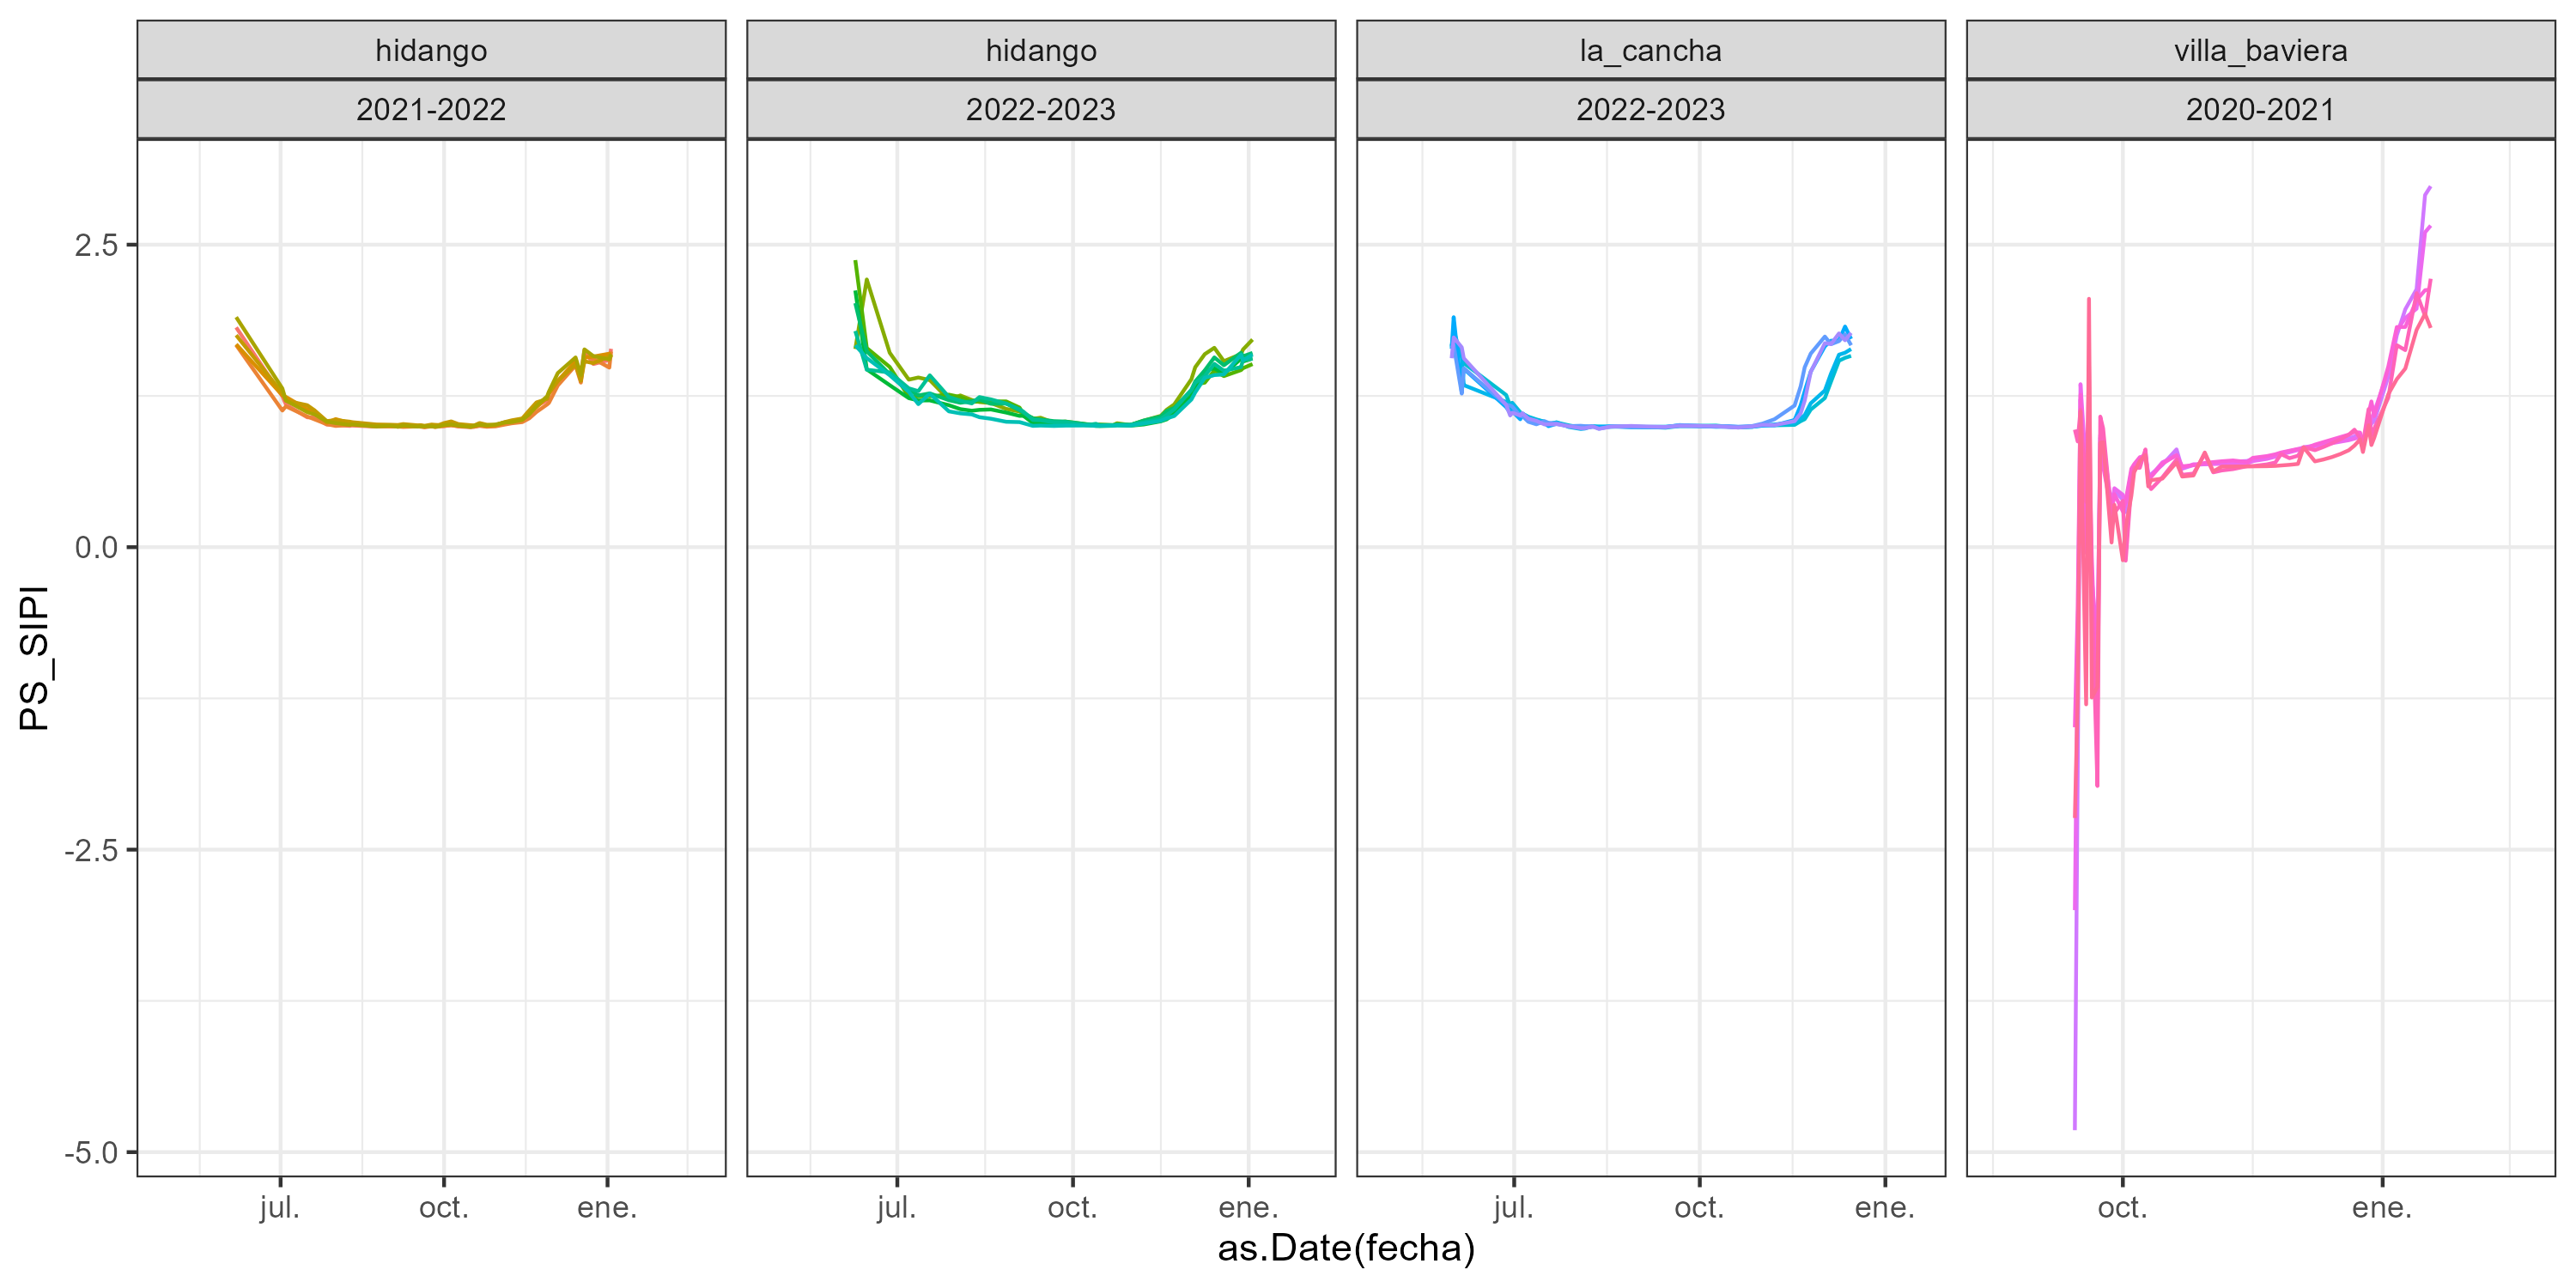 hidango
hidango
la_cancha
villa_baviera
2021-2022
2022-2023
2022-2023
2020-2021
PS_SIPI
2.5
0.0
-2.5
-5.0
jul.
oct.
ene.
jul.
oct.
ene.
jul.
oct.
ene.
oct.
ene.
as.Date(fecha)